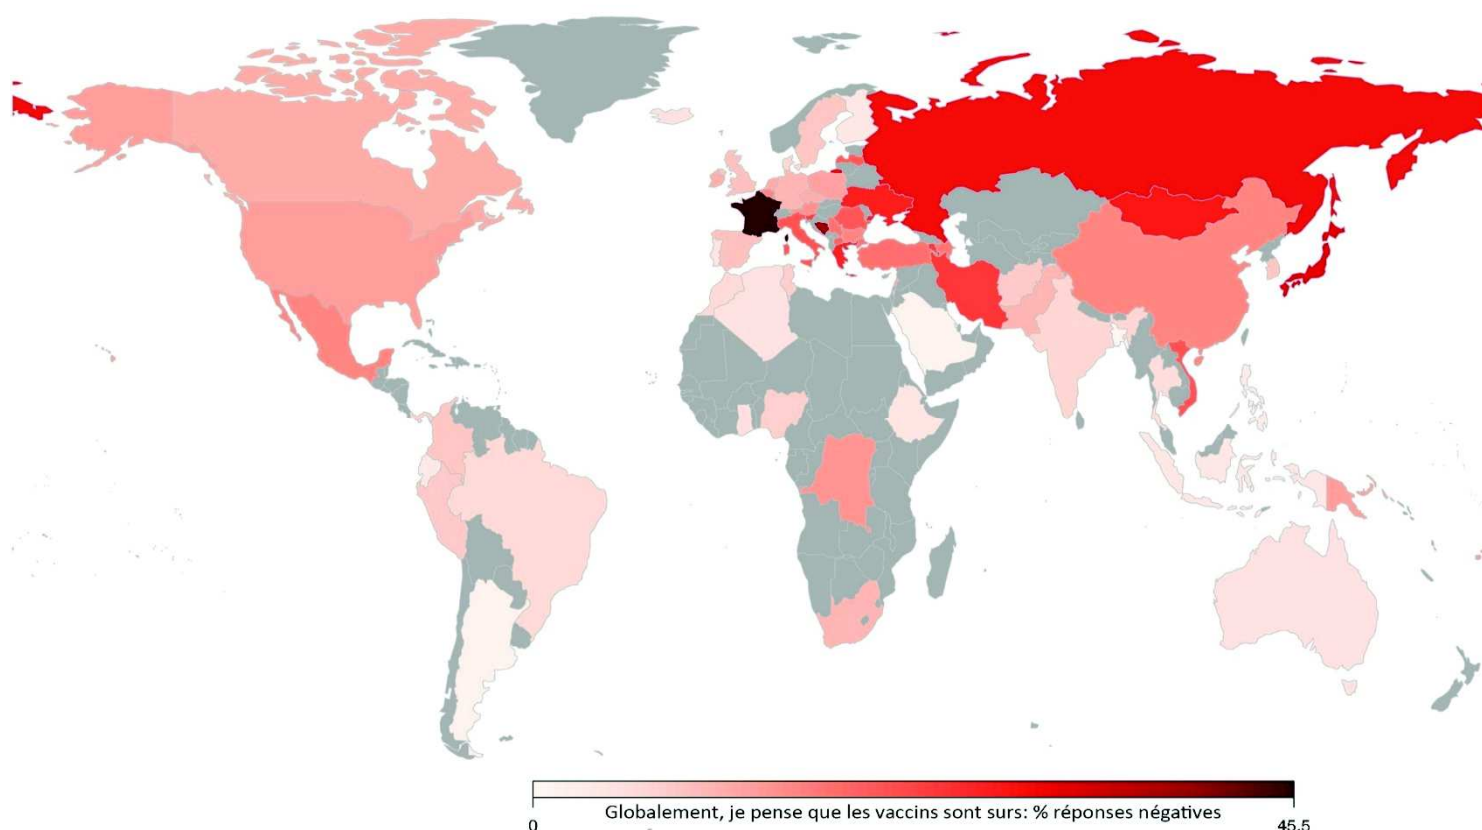 Globalement, je pense que les vaccins sont surs: % réponses négatives
0
45.5